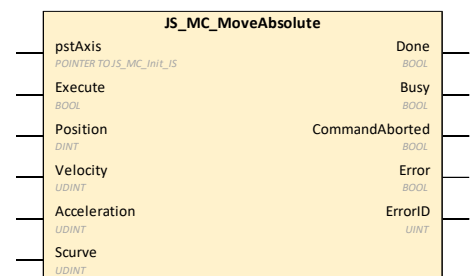 JS_MC_MoveAbsolute
pstAxis Done
POINTER TO JS_MC_Init_IS BOOL
Execute Busy
BOOL BOOL
Position CommandAborted
DINT BOOL
Velocity Error
UDINT BOOL
Acceleration ErrorID
UDINT UINT
Scurve
UDINT